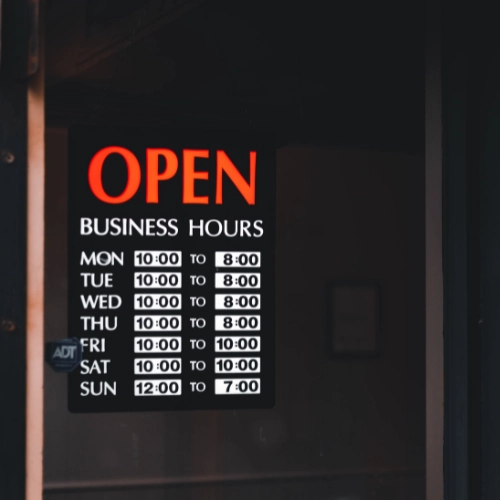 OPEN
BUSINESS HOURS
MON 10:00 TO 8:00
TUE 10:00 TO 8:00
WED 10:00 TO 8:00
THU 10:00 TO 8:00
FRI 10:00 TO 10:00
ADT
SAT 10:00 TO 10:00
SUN 12:00 TO 7:00